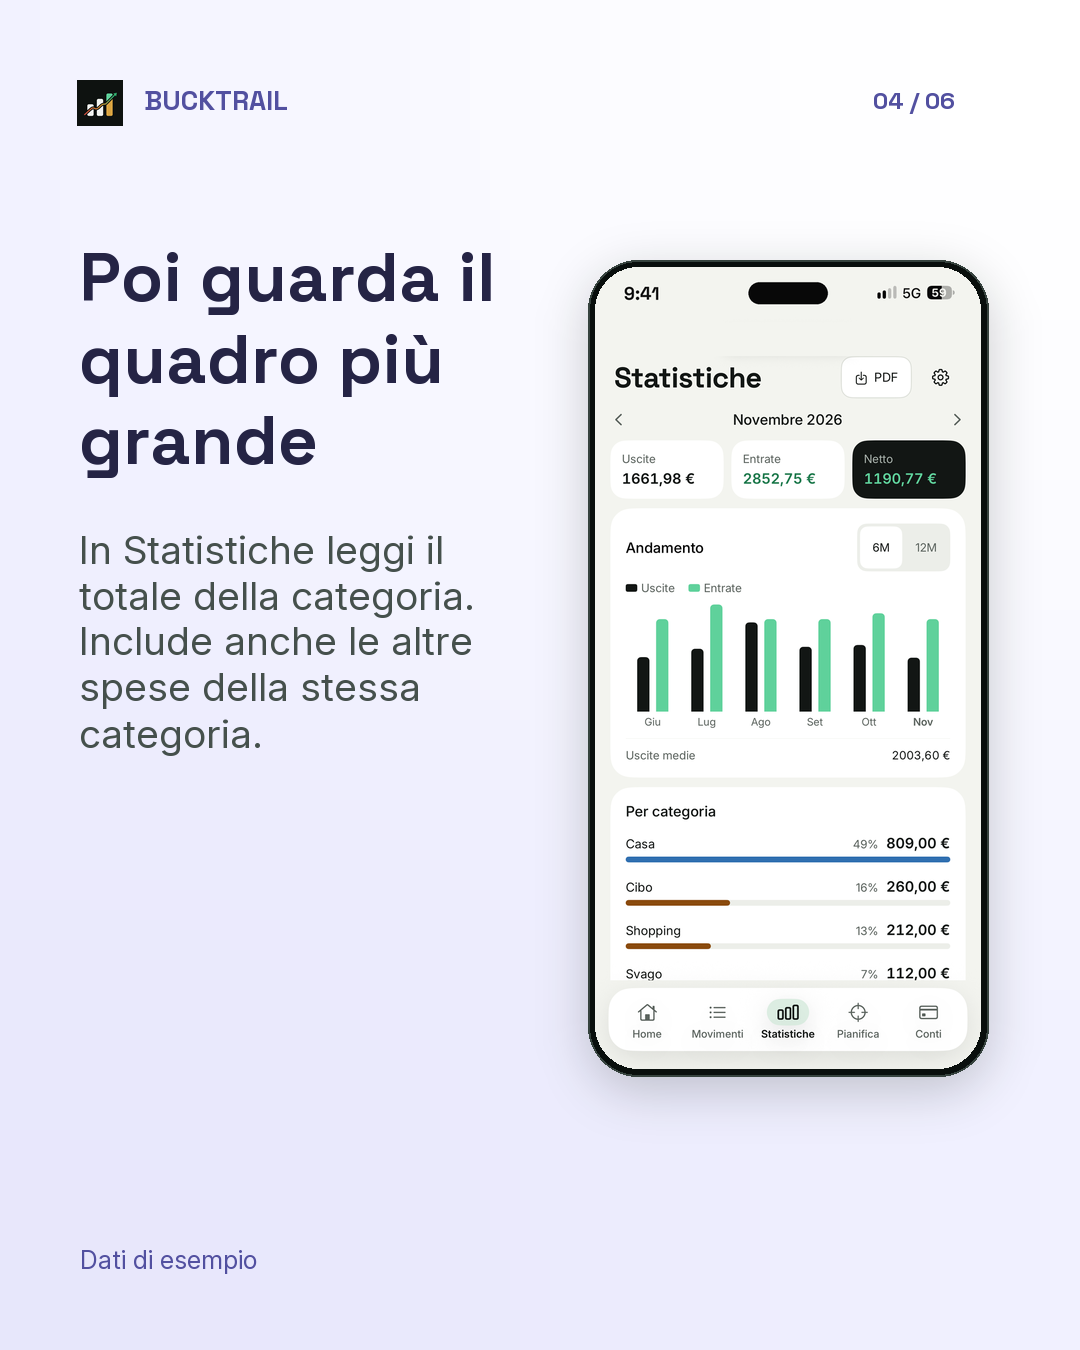 BUCKTRAIL
04 / 06
Poi guarda il
quadro più
grande
In Statistiche leggi il
totale della categoria.
Include anche le altre
spese della stessa
categoria.
9:41
5G
59
Statistiche
PDF
Novembre 2026
Uscite
1661,98 €
Entrate
2852,75 €
Netto
1190,77 €
Andamento
6M
12M
Uscite
Entrate
Giu
Lug
Ago
Set
Ott
Nov
Uscite medie
2003,60 €
Per categoria
Casa
49%
809,00 €
Cibo
16%
260,00 €
Shopping
13%
212,00 €
Svago
7%
112,00 €
Home
Movimenti
Statistiche
Pianifica
Conti
Dati di esempio